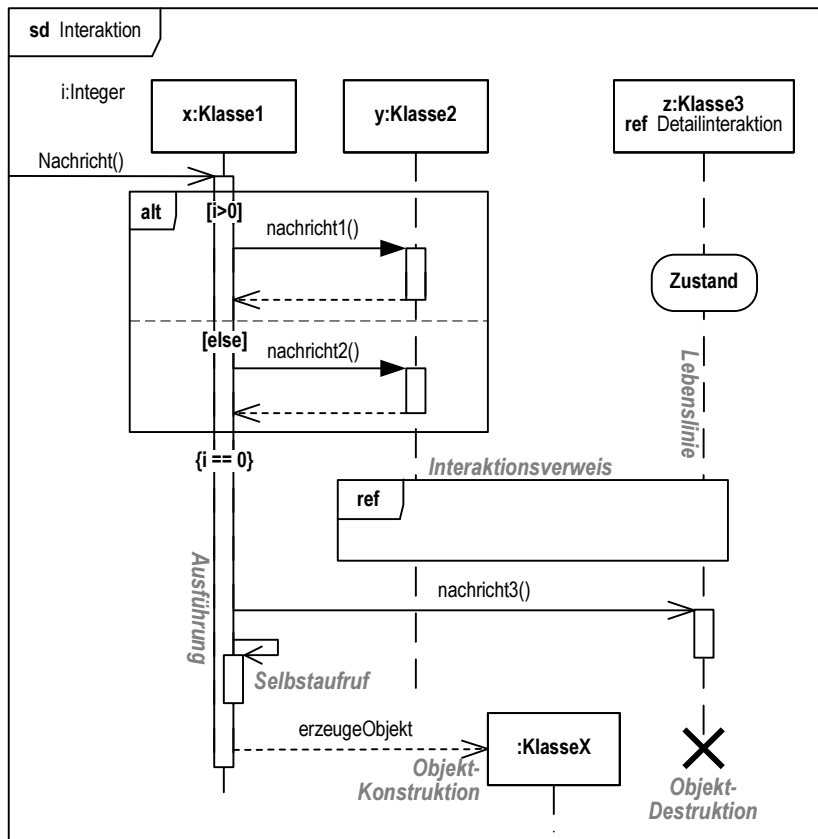 sd Interaktion
i:Integer
x:Klasse1
y:Klasse2
z:Klasse3
ref Detailinteraktion
Nachricht()
alt
[i>0]
nachricht1()
Zustand
[else]
nachricht2()
Lebenslinie
{i == 0}
Interaktionsverweis
ref
Ausführung
nachricht3()
Selbstaufruf
erzeugeObjekt
:KlasseX
Objekt-
Konstruktion
Objekt-
Destruktion